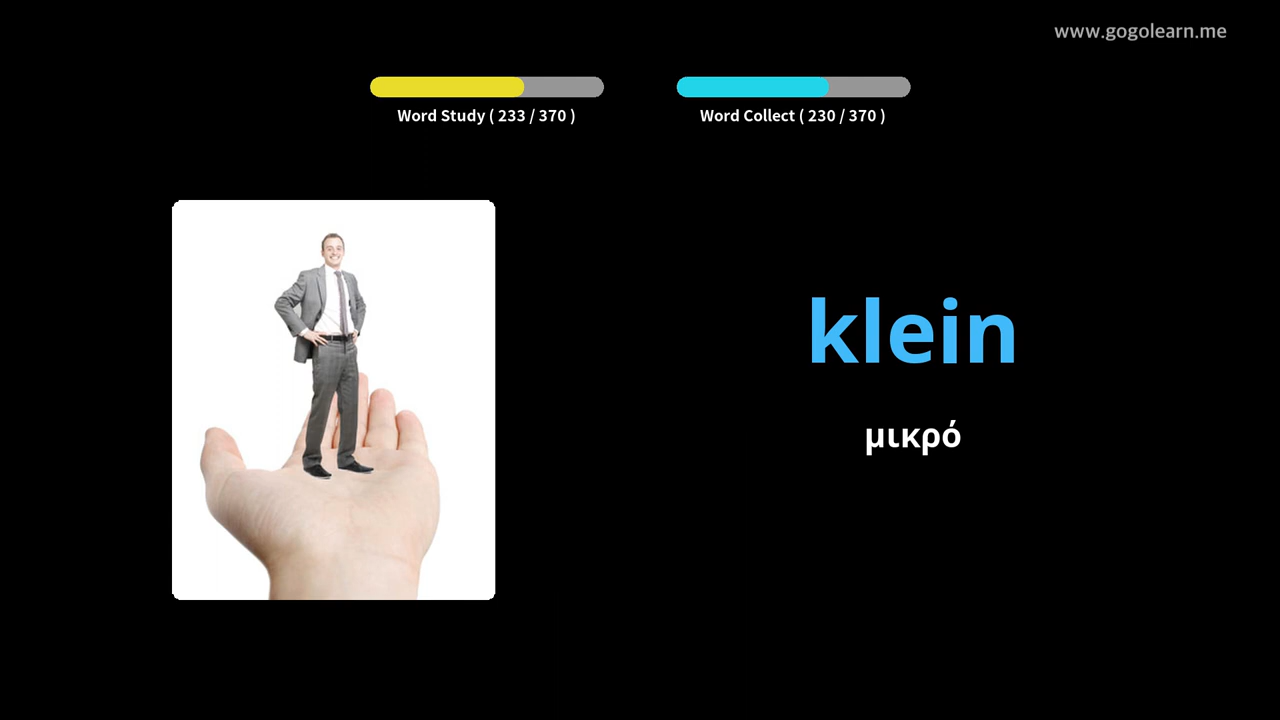 www.gogolearn.me
Word Study ( 233 / 370 )
Word Collect ( 230 / 370 )
klein
μικρό